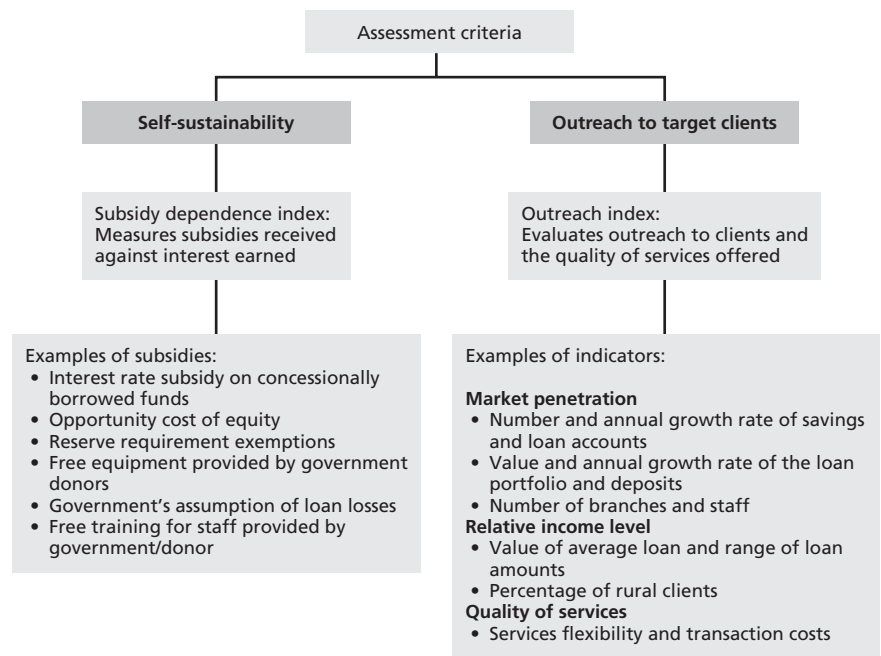 Assessment criteria
Self-sustainability
Subsidy dependence index:
Measures subsidies received
against interest earned
Examples of subsidies:
• Interest rate subsidy on concessionally
borrowed funds
• Opportunity cost of equity
• Reserve requirement exemptions
• Free equipment provided by government
donors
• Government’s assumption of loan losses
• Free training for staff provided by
government/donor
Outreach to target clients
Outreach index:
Evaluates outreach to clients and
the quality of services offered
Examples of indicators:
Market penetration
• Number and annual growth rate of savings
and loan accounts
• Value and annual growth rate of the loan
portfolio and deposits
• Number of branches and staff
Relative income level
• Value of average loan and range of loan
amounts
• Percentage of rural clients
Quality of services
• Services flexibility and transaction costs